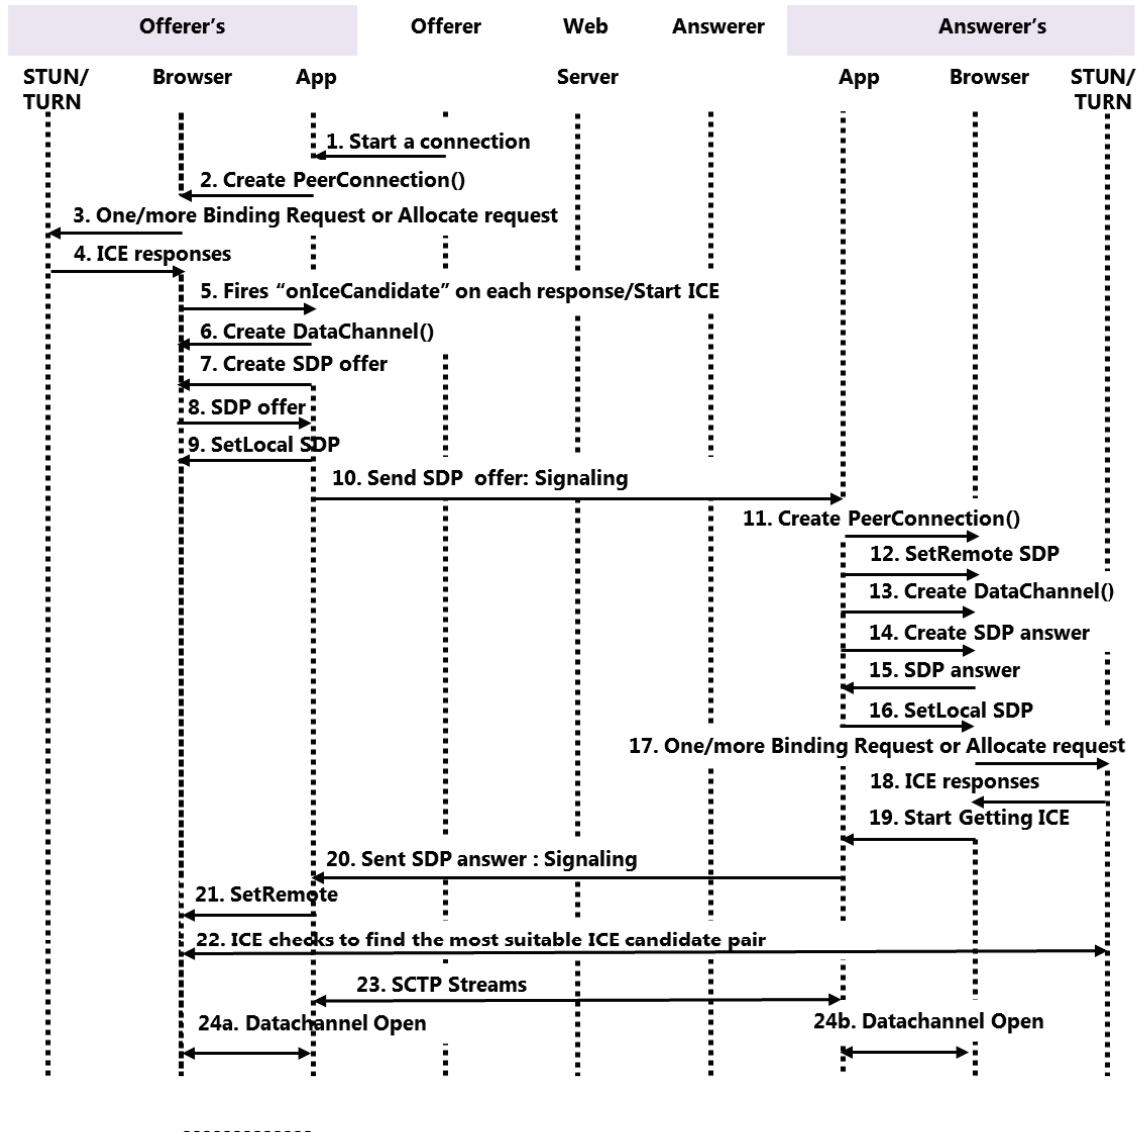 Offerer's Offerer Web Answerer Answerer's
STUN/ Browser App Server App Browser STUN/
TURN TURN
1. Start a connection
2. Create PeerConnection()
3. One/more Binding Request or Allocate request
4. ICE responses
5. Fires “onIceCandidate” on each response/Start ICE
6. Create DataChannel()
7. Create SDP offer
8. SDP offer
9. SetLocal SDP
10. Send SDP offer: Signaling
11. Create PeerConnection()
12. SetRemote SDP
13. Create DataChannel()
14. Create SDP answer
15. SDP answer
16. SetLocal SDP
17. One/more Binding Request or Allocate request
18. ICE responses
19. Start Getting ICE
20. Sent SDP answer : Signaling
21. SetRemote
22. ICE checks to find the most suitable ICE candidate pair
23. SCTP Streams
24a. Datachannel Open 24b. Datachannel Open